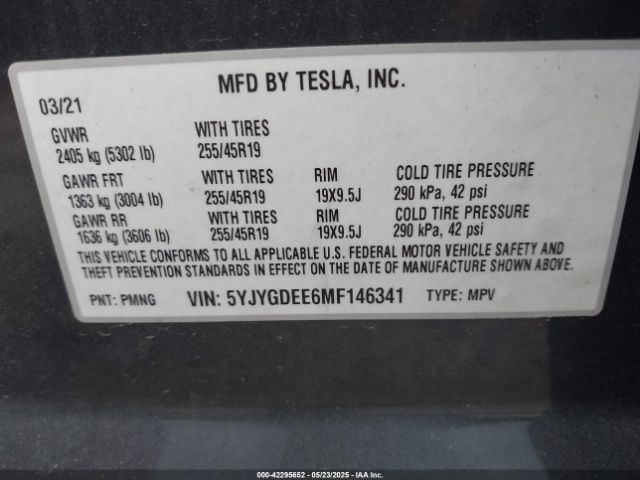 MFD BY TESLA, INC.
03/21
GVWR WITH TIRES
2405 kg (5302 lb) 255/45R19
GAWR FRT WITH TIRES RIM COLD TIRE PRESSURE
1363 kg (3004 lb) 255/45R19 19X9.5J 290 kPa, 42 psi
GAWR RR WITH TIRES RIM COLD TIRE PRESSURE
1636 kg (3606 lb) 255/45R19 19X9.5J 290 kPa, 42 psi
THIS VEHICLE CONFORMS TO ALL APPLICABLE U.S. FEDERAL MOTOR VEHICLE SAFETY AND
THEFT PREVENTION STANDARDS IN EFFECT ON THE DATE OF MANUFACTURE SHOWN ABOVE.
PNT: PMNG VIN: 5YJYGDEE6MF146341 TYPE: MPV
000-42295652 - 05/23/2025 - IAA Inc.